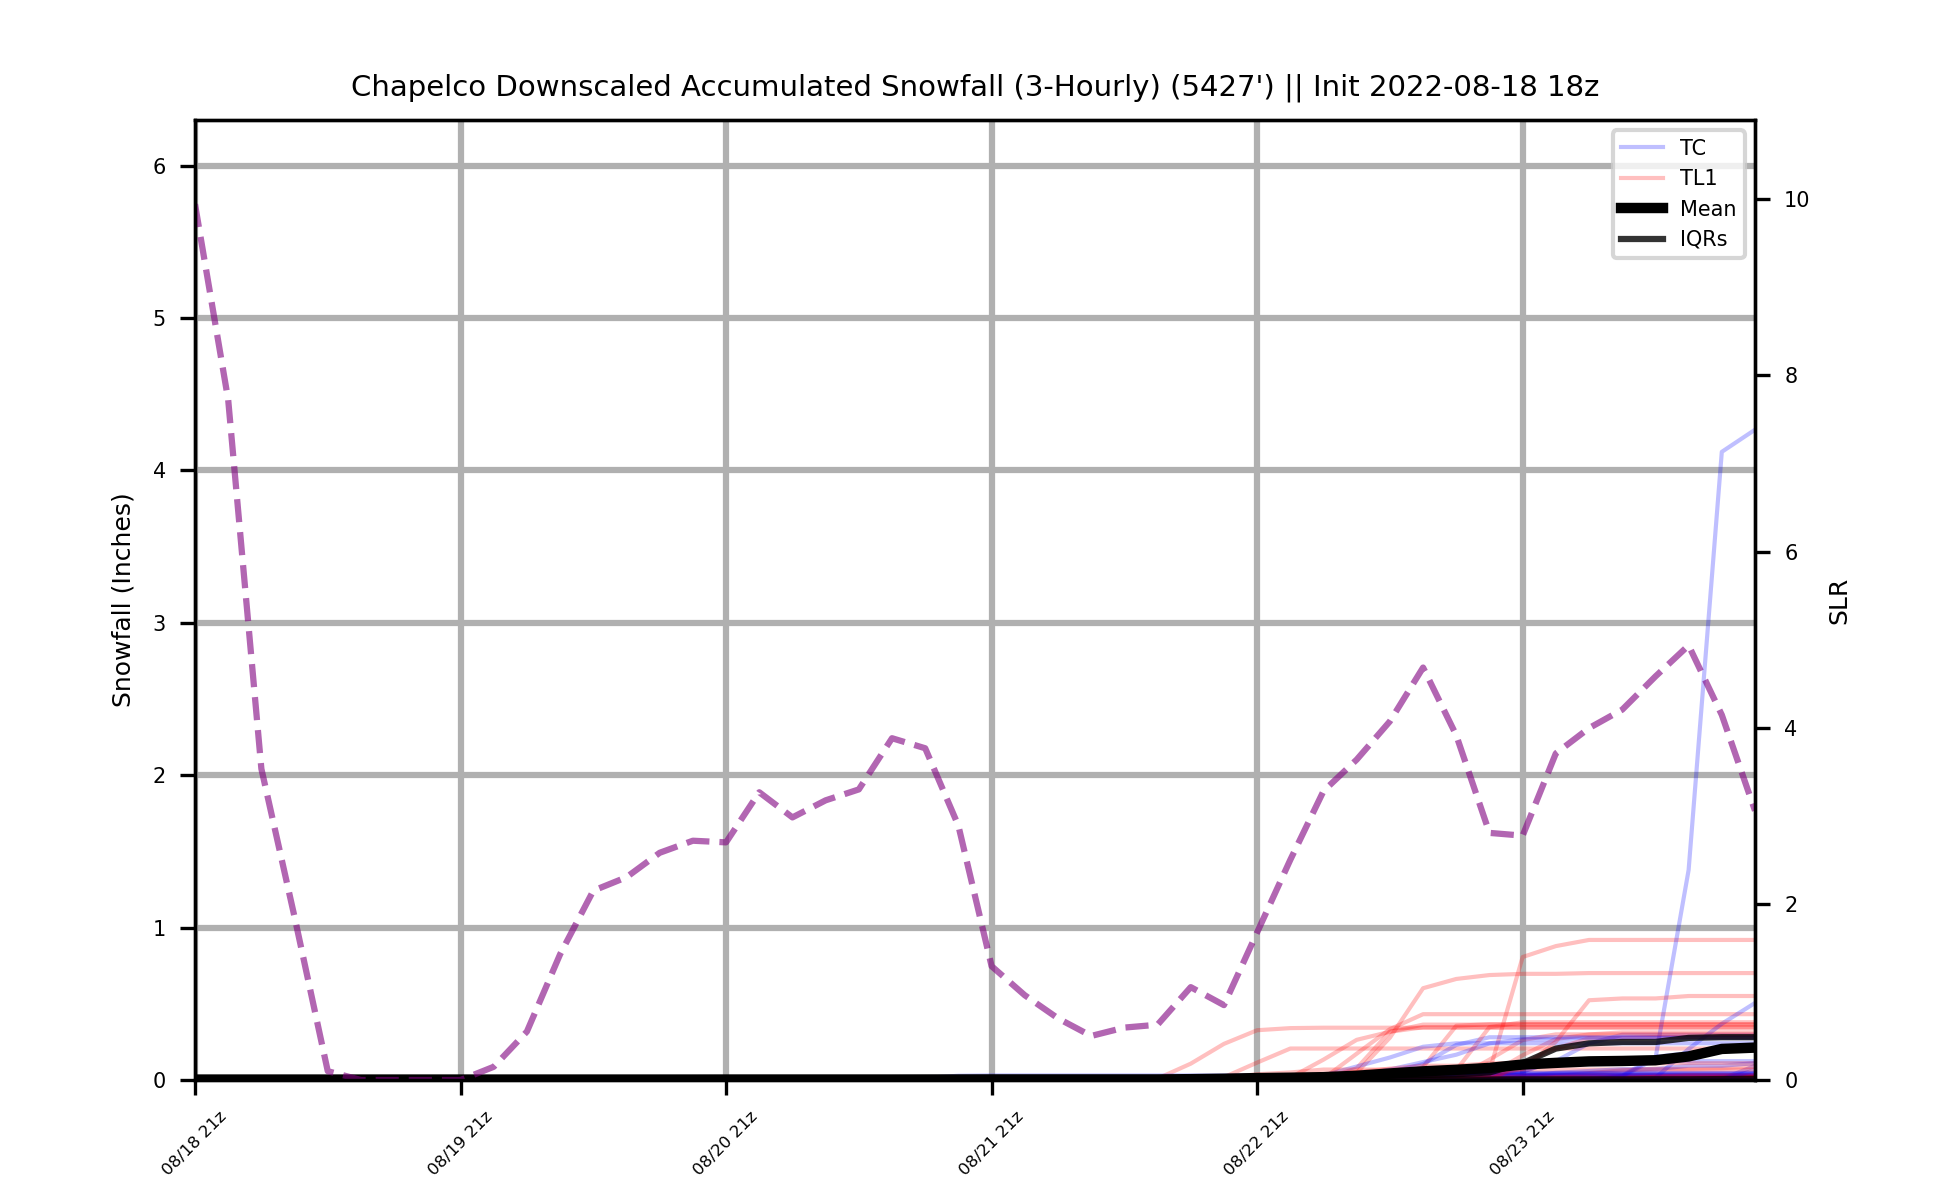 Chapelco Downscaled Accumulated Snowfall (3-Hourly) (5427') || Init 2022-08-18 18z
TC
TL1
Mean
IQRs
6
5
4
3
2
1
0
Snowfall (Inches)
10
8
6
4
2
0
SLR
08/18 21z
08/19 21z
08/20 21z
08/21 21z
08/22 21z
08/23 21z